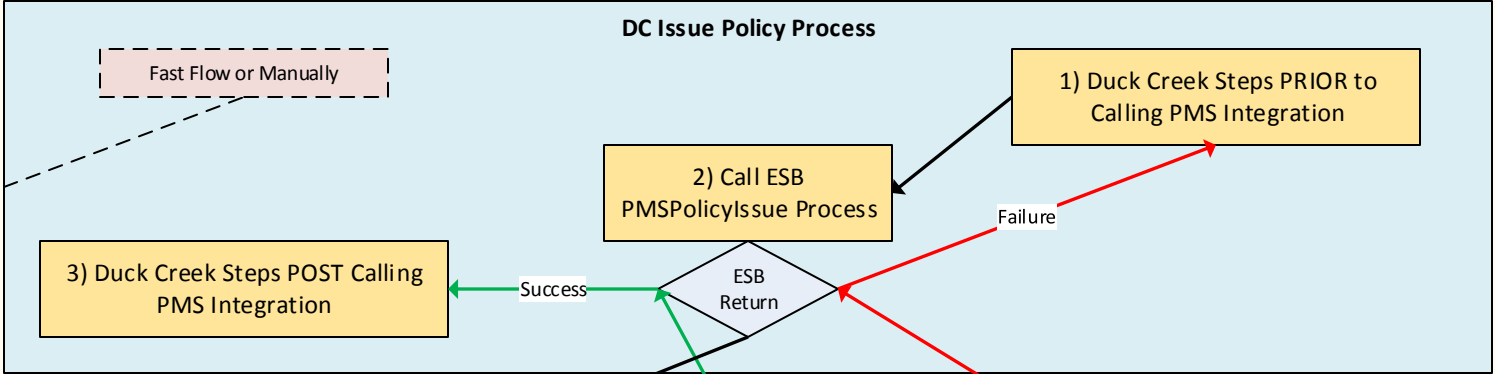 DC Issue Policy Process
Fast Flow or Manually
1) Duck Creek Steps PRIOR to
Calling PMS Integration
2) Call ESB
PMSPolicyIssue Process
Failure
3) Duck Creek Steps POST Calling
PMS Integration
Success
ESB
Return